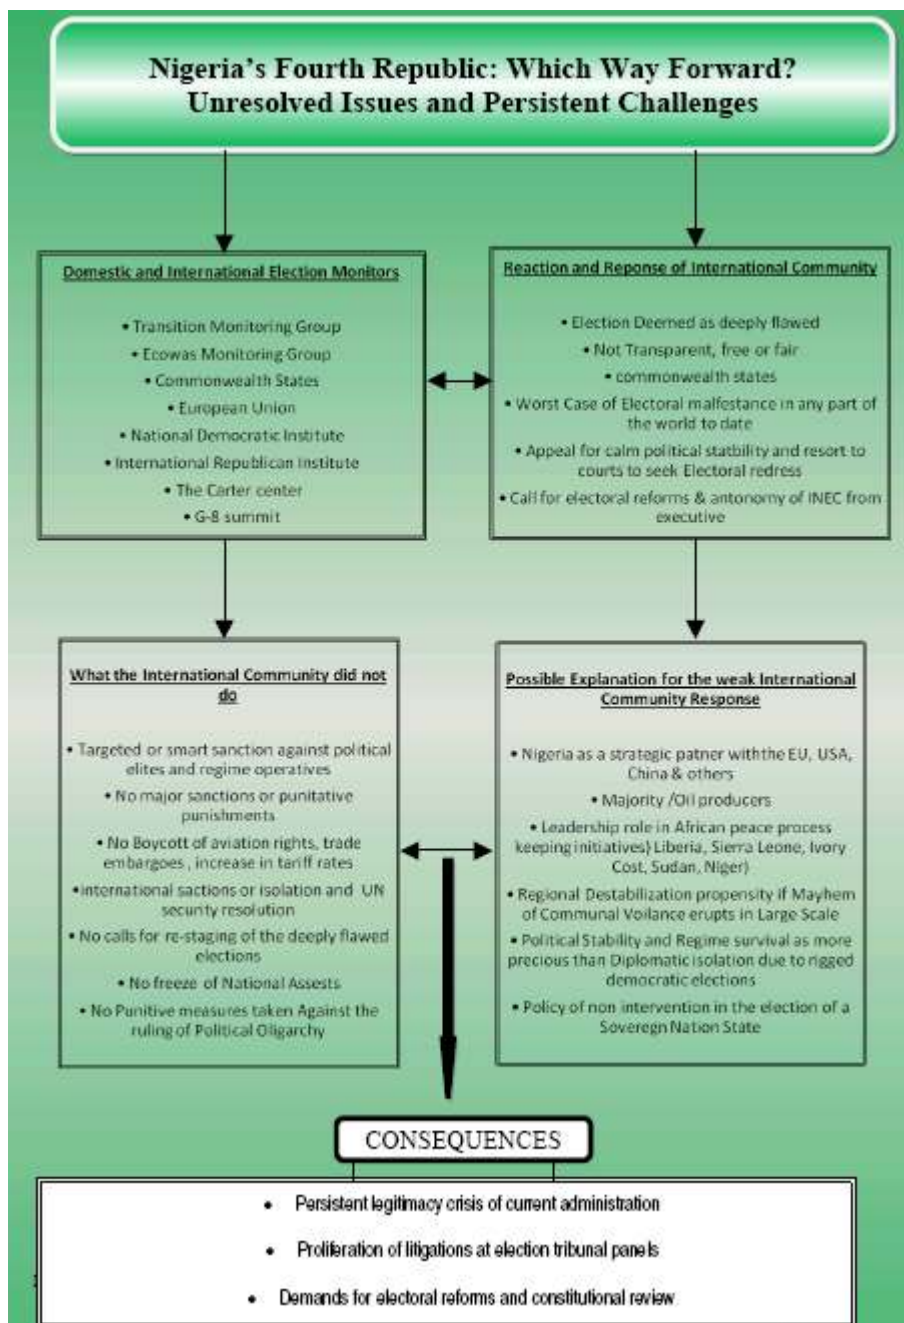 Nigeria's Fourth Republic: Which Way Forward?
Unresolved Issues and Persistent Challenges
Domestic and International Election Monitors
• Transition Monitoring Group
• Ecowas Monitoring Group
• Commonwealth States
• European Union
• National Democratic Institute
• International Republican Institute
• The Carter center
• G-8 summit
Reaction and Reponse of International Community
• Election Deemed as deeply flawed
• Not Transparent, free or fair
• commonwealth states
• Worst Case of Electoral malfestance in any part of
the world to date
• Appeal for calm political statbility and resort to
courts to seek Electoral redress
• Call for electoral reforms & antonomy of INEC from
executive
What the International Community did not
do
• Targeted or smart sanction against political
elites and regime operatives
• No major sanctions or punitative
punishments
• No Boycott of aviation rights, trade
embargoes , increase in tariff rates
• international sactions or isolation and UN
security resolution
• No calls for re-staging of the deeply flawed
elections
• No freeze of National Assests
• No Punitive measures taken Against the
ruling of Political Oligarchy
Possible Explanation for the weak International
Community Response
• Nigeria as a strategic patner withthe EU, USA,
China & others
• Majority /Oil producers
• Leadership role in African peace process
keeping initiatives) Liberia, Sierra Leone, Ivory
Cost, Sudan, Niger)
• Regional Destabilization propensity if Mayhem
of Communal Voilance erupts in Large Scale
• Political Stability and Regime survival as more
precious than Diplomatic isolation due to rigged
democratic elections
• Policy of non intervention in the election of a
Soveregn Nation State
CONSEQUENCES
• Persistent legitimacy crisis of current administration
• Proliferation of litigations at election tribunal panels
• Demands for electoral reforms and constitutional review